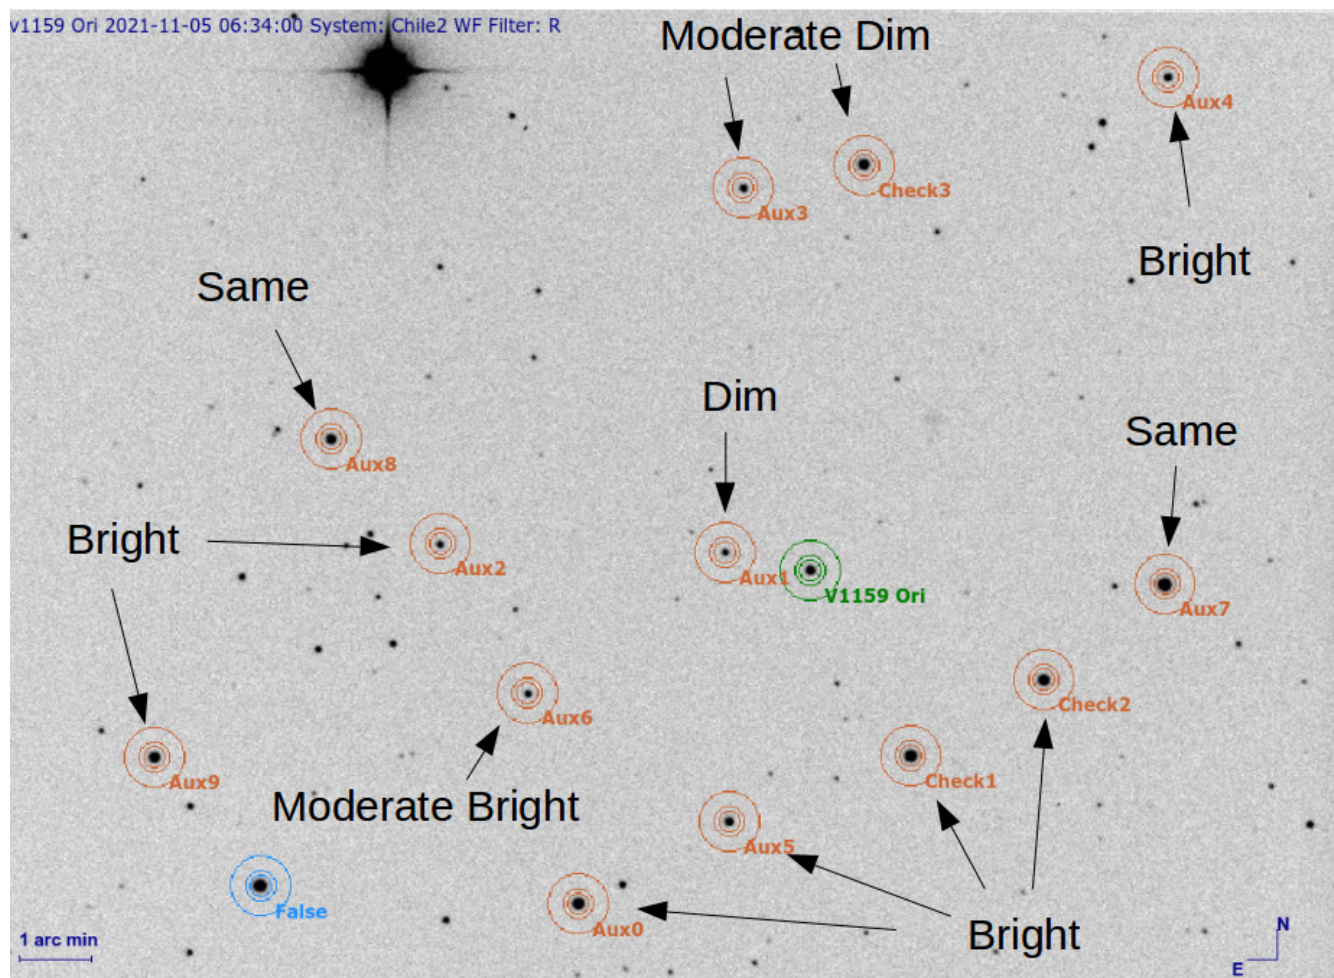 v1159 Ori 2021-11-05 06:34:00 System: Chile2 WF Filter: R
Moderate Dim
Aux4
Check3
Aux3
Bright
Same
Dim
Same
Aux8
Bright
Aux2
Aux1
V1159 Ori
Aux7
Check2
Aux6
Aux9
Check1
Moderate Bright
Aux5
False
Aux0
Bright
1 arc min
N
E